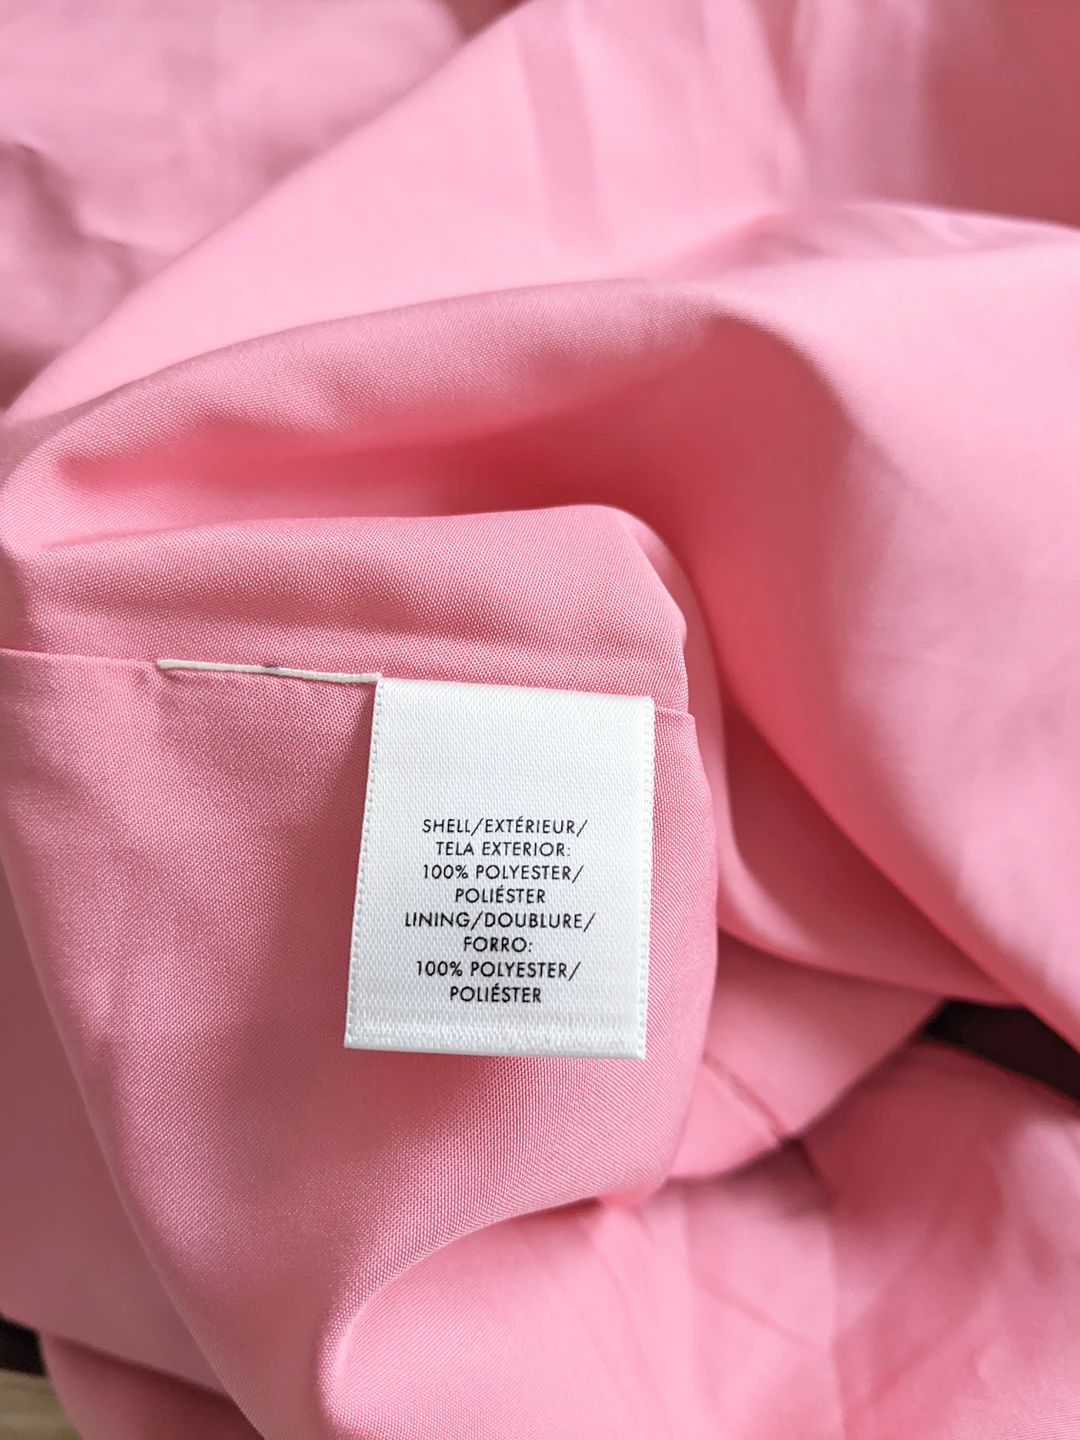 SHELL/EXTÉRIEUR/
TELA EXTERIOR:
100% POLYESTER/
POLIÉSTER
LINING/DOUBLURE/
FORRO:
100% POLYESTER/
POLIÉSTER